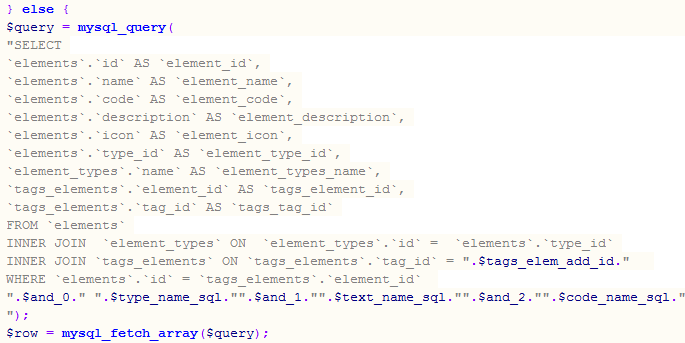 } else {
$query = mysql_query(
"SELECT
`elements`.`id` AS `element_id`,
`elements`.`name` AS `element_name`,
`elements`.`code` AS `element_code`,
`elements`.`description` AS `element_description`,
`elements`.`icon` AS `element_icon`,
`elements`.`type_id` AS `element_type_id`,
`element_types`.`name` AS `element_types_name`,
`tags_elements`.`element_id` AS `tags_element_id`,
`tags_elements`.`tag_id` AS `tags_tag_id`
FROM `elements`
INNER JOIN  `element_types` ON  `element_types`.`id` =  `elements`.`type_id`
INNER JOIN `tags_elements` ON `tags_elements`.`tag_id` = ".$tags_elem_add_id."
WHERE `elements`.`id` = `tags_elements`.`element_id`
".$and_0." ".$type_name_sql."".$and_1."".$text_name_sql."".$and_2."".$code_name_sql."
");
$row = mysql_fetch_array($query);